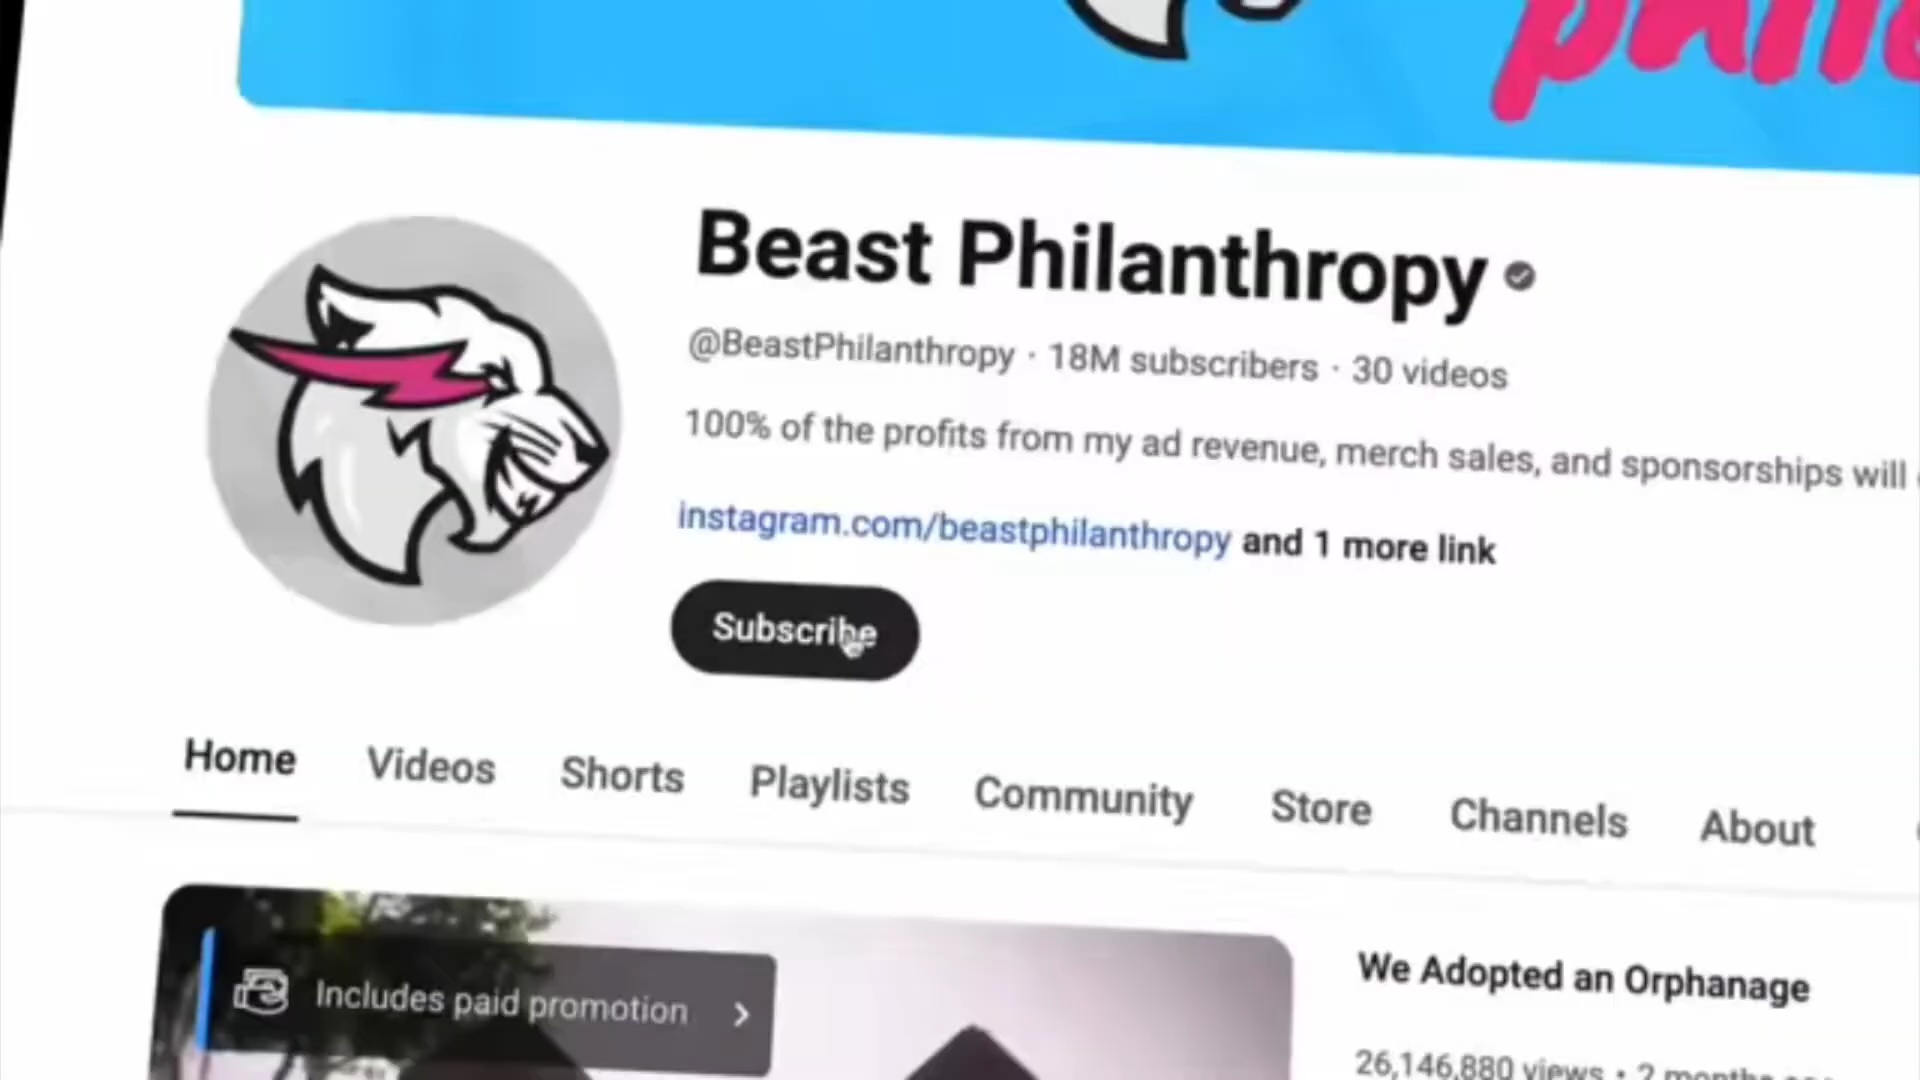 Beast Philanthropy
@BeastPhilanthropy · 18M subscribers · 30 videos
100% of the profits from my ad revenue, merch sales, and sponsorships will
instagram.com/beastphilanthropy and 1 more link
Subscribe
Home Videos Shorts Playlists Community Store Channels About
Includes paid promotion
We Adopted an Orphanage
26,146,880 views · 2 months